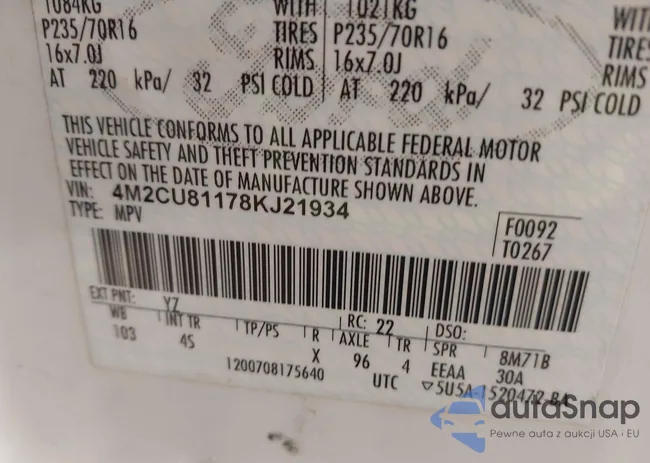 1084KG WITH 1021KG WITH
P235/70R16 TIRES P235/70R16 TIRES
16x7.0J RIMS 16x7.0J RIMS
AT 220 kPa/ 32 PSI COLD AT 220 kPa/ 32 PSI COLD
THIS VEHICLE CONFORMS TO ALL APPLICABLE FEDERAL MOTOR
VEHICLE SAFETY AND THEFT PREVENTION STANDARDS IN
EFFECT ON THE DATE OF MANUFACTURE SHOWN ABOVE.
VIN: 4M2CU81178KJ21934
TYPE: MPV
F0092
T0267
EXT PNT: YZ RC: 22 DSO:
WB INT TR TP/PS R AXLE TR SPR 8M71B
103 4S X 96 4 EEAA 30A
1200708175640 UTC ▽5U5A-1520472-BA
autaSnap
Pewne auta z aukcji USA i EU